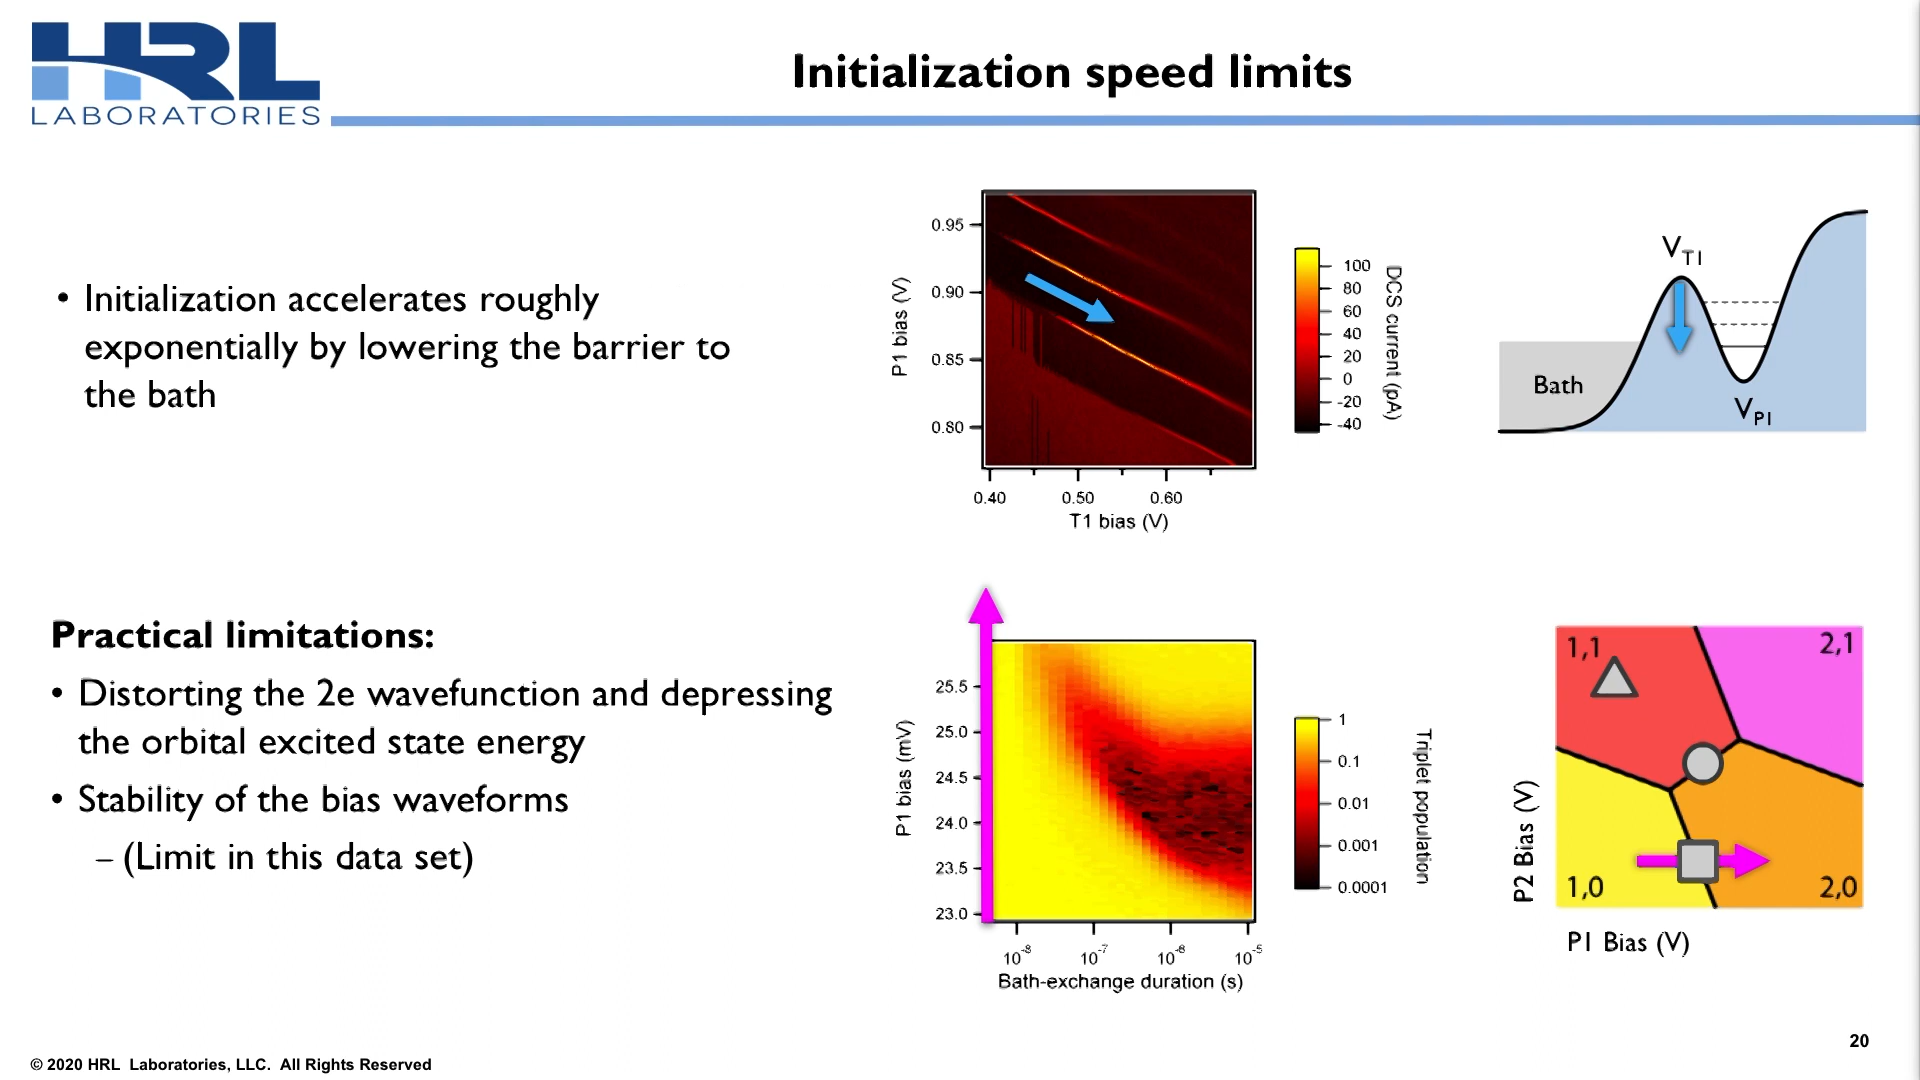 HRL
LABORATORIES
Initialization speed limits
• Initialization accelerates roughly
exponentially by lowering the barrier to
the bath
Practical limitations:
• Distorting the 2e wavefunction and depressing
the orbital excited state energy
• Stability of the bias waveforms
– (Limit in this data set)
P1 bias (V)
0.95
0.90
0.85
0.80
0.40
0.50
0.60
T1 bias (V)
100
80
60
40
20
0
-20
-40
DCS current (pA)
V_T1
Bath
V_P1
P1 bias (mV)
25.5
25.0
24.5
24.0
23.5
23.0
10^-8
10^-7
10^-6
10^-5
Bath-exchange duration (s)
1
0.1
0.01
0.001
0.0001
Triplet population
1,1
2,1
1,0
2,0
P2 Bias (V)
P1 Bias (V)
20
© 2020 HRL Laboratories, LLC. All Rights Reserved